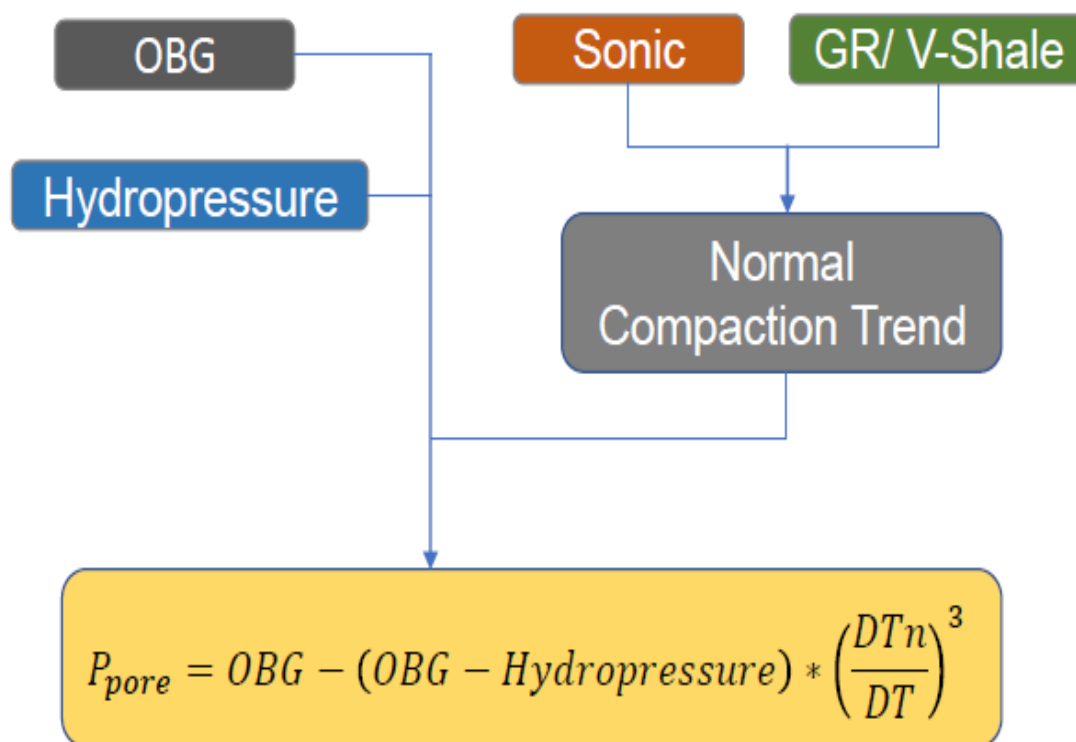 OBG
Sonic
GR/ V-Shale
Hydropressure
Normal
Compaction Trend
P_pore = OBG − (OBG − Hydropressure) * (DTn/DT)^3